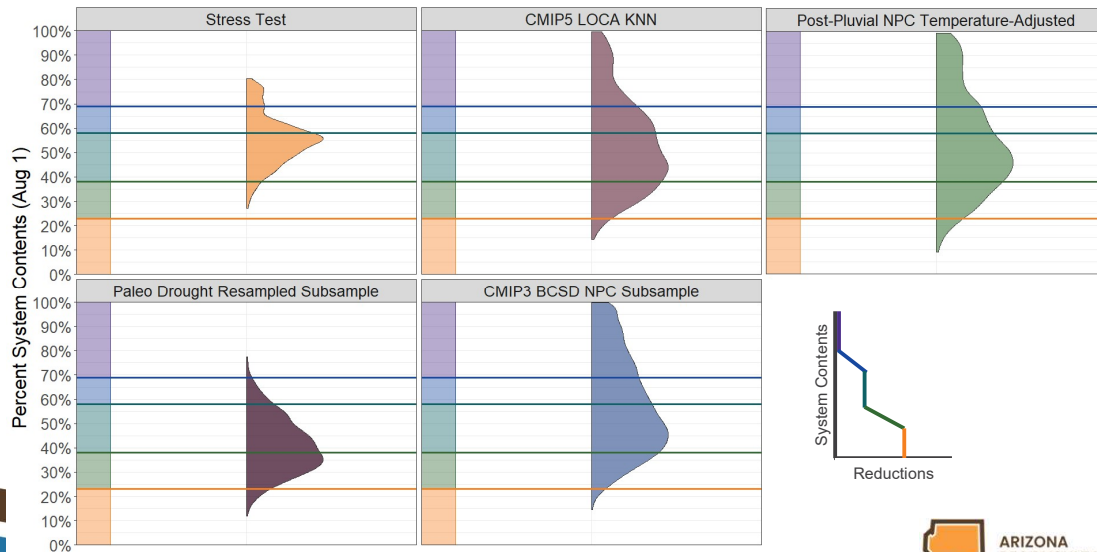 Stress Test
CMIP5 LOCA KNN
Post-Pluvial NPC Temperature-Adjusted
100%
90%
80%
70%
60%
50%
40%
30%
20%
10%
0%
Percent System Contents (Aug 1)
Paleo Drought Resampled Subsample
CMIP3 BCSD NPC Subsample
100%
90%
80%
70%
60%
50%
40%
30%
20%
10%
0%
System Contents
Reductions
ARIZONA